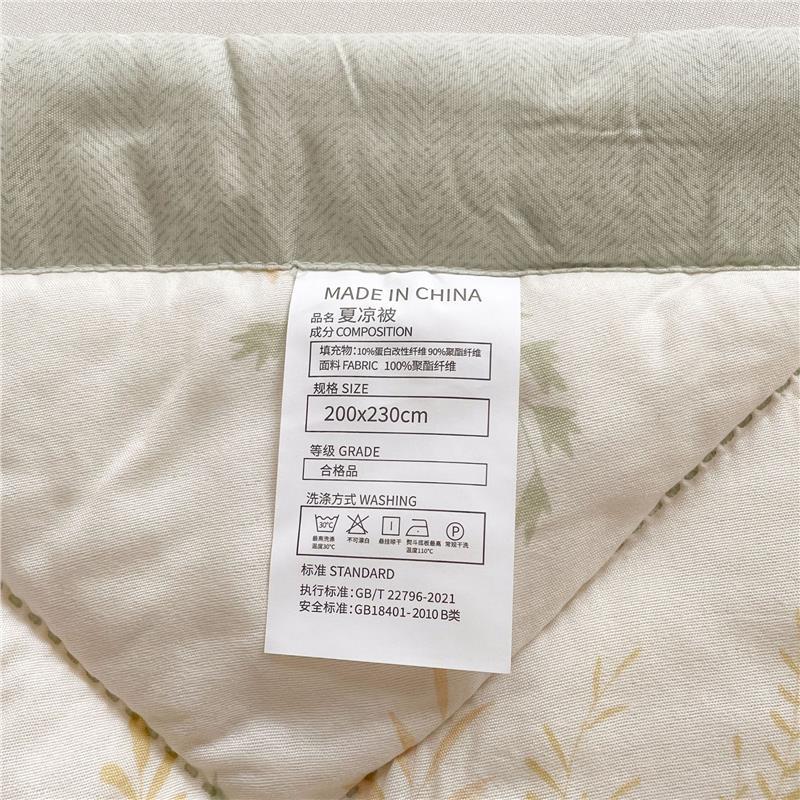 MADE IN CHINA
品名 夏凉被
成分 COMPOSITION
填充物：10%蛋白改性纤维 90%聚酯纤维
面料 FABRIC 100%聚酯纤维
规格 SIZE
200x230cm
等级 GRADE
合格品
洗涤方式 WASHING
30℃ P
最高洗涤 不可漂白 悬挂晾干 熨斗底板最高 常规干洗
温度30℃ 温度110℃
标准 STANDARD
执行标准：GB/T 22796-2021
安全标准：GB18401-2010 B类